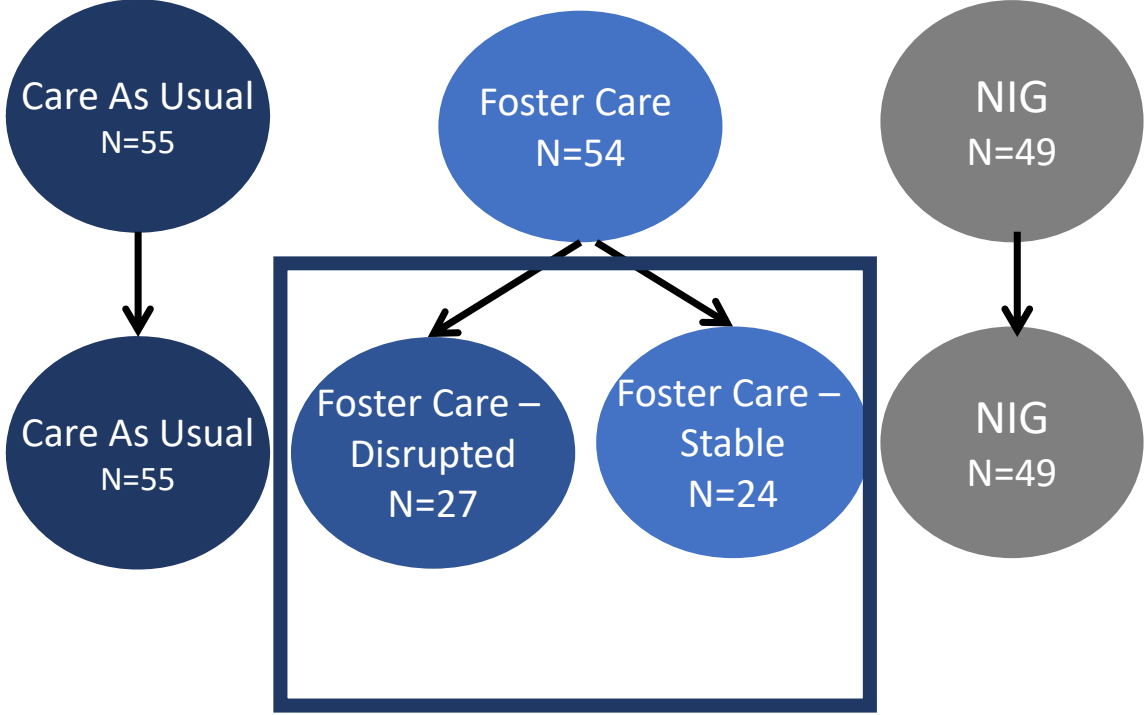 Care As Usual
N=55
Foster Care
N=54
NIG
N=49
Care As Usual
N=55
Foster Care –
Disrupted
N=27
Foster Care –
Stable
N=24
NIG
N=49